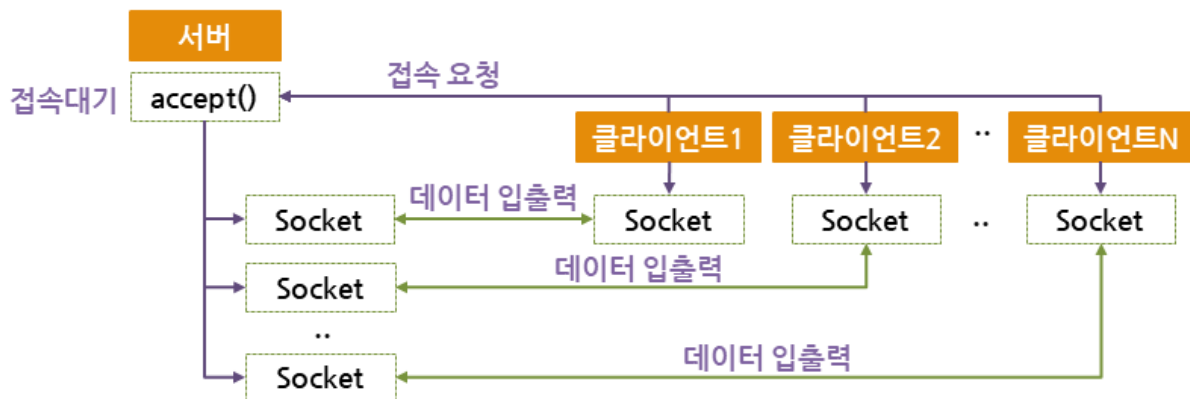 서버
접속대기
accept()
접속 요청
클라이언트1
클라이언트2
..
클라이언트N
Socket
데이터 입출력
Socket
Socket
..
Socket
Socket
데이터 입출력
..
Socket
데이터 입출력